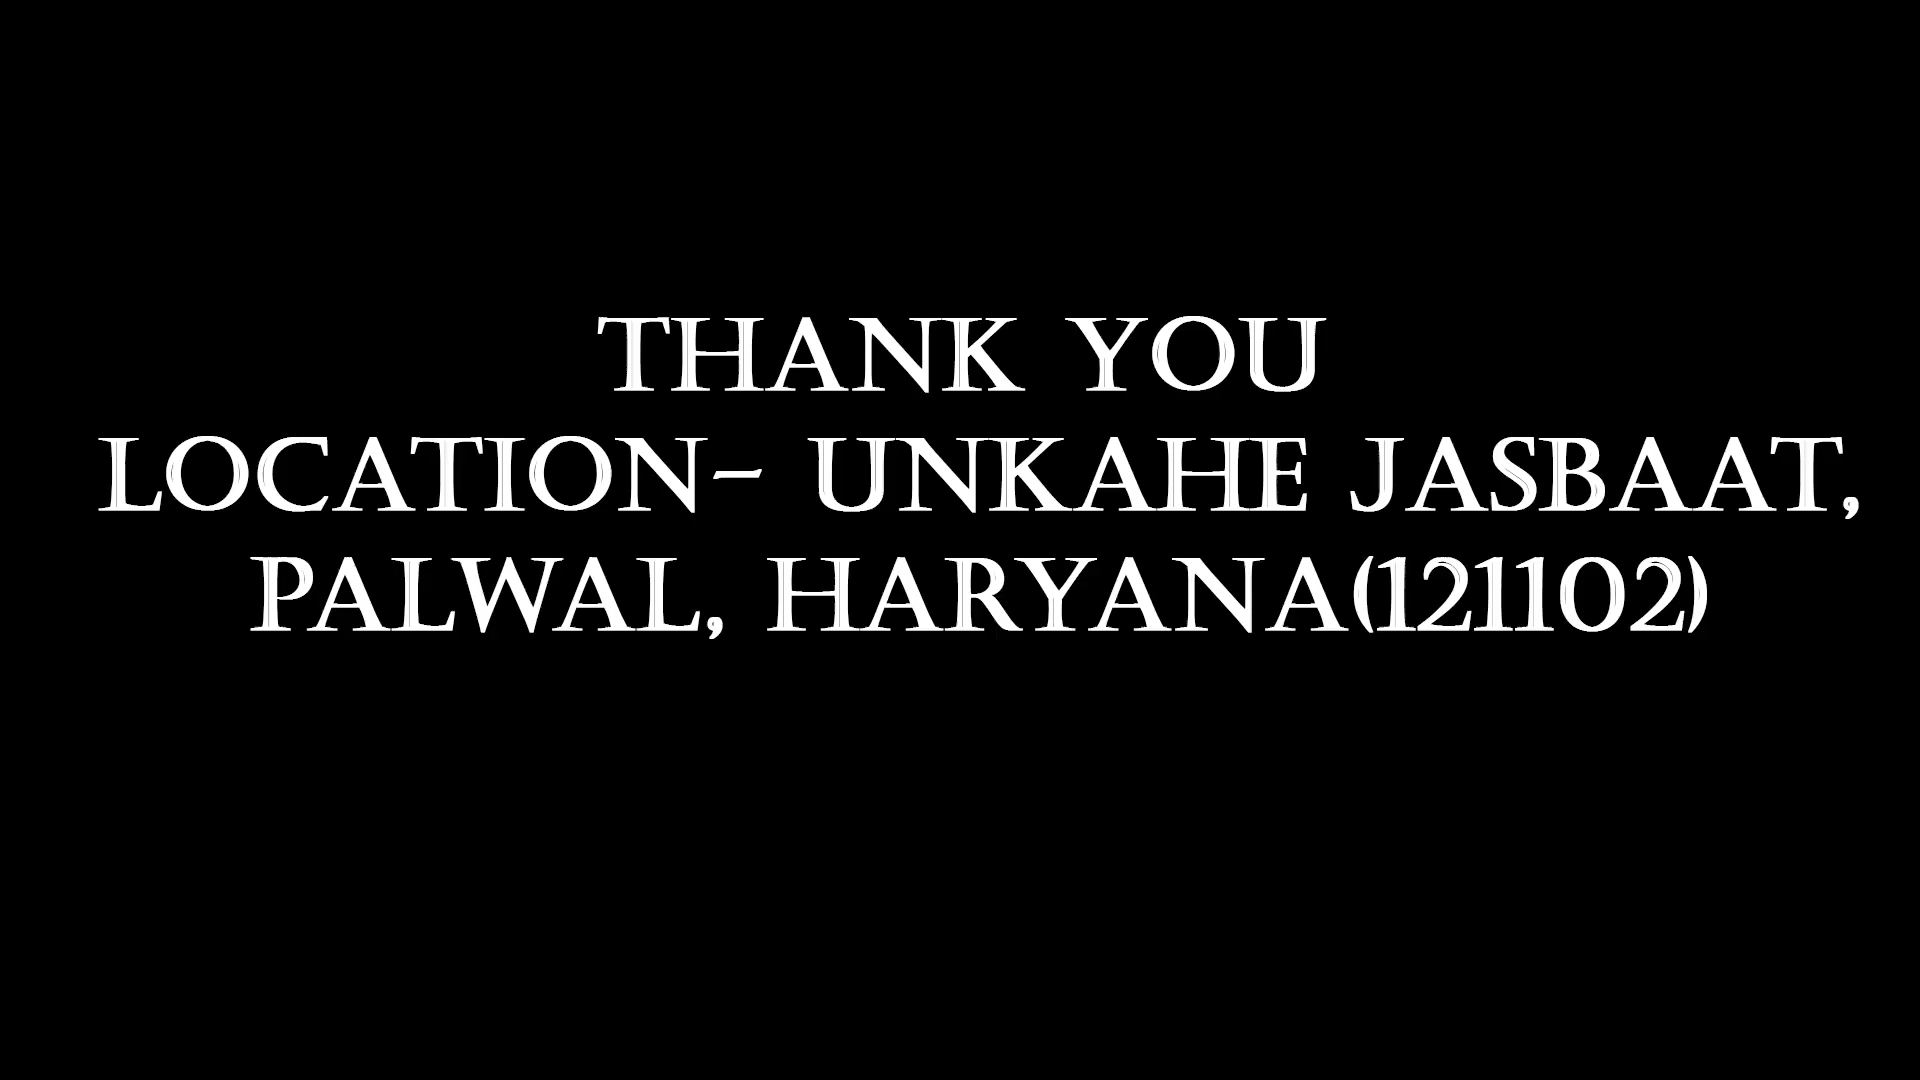 THANK YOU
LOCATION- UNKAHE JASBAAT,
PALWAL, HARYANA(121102)